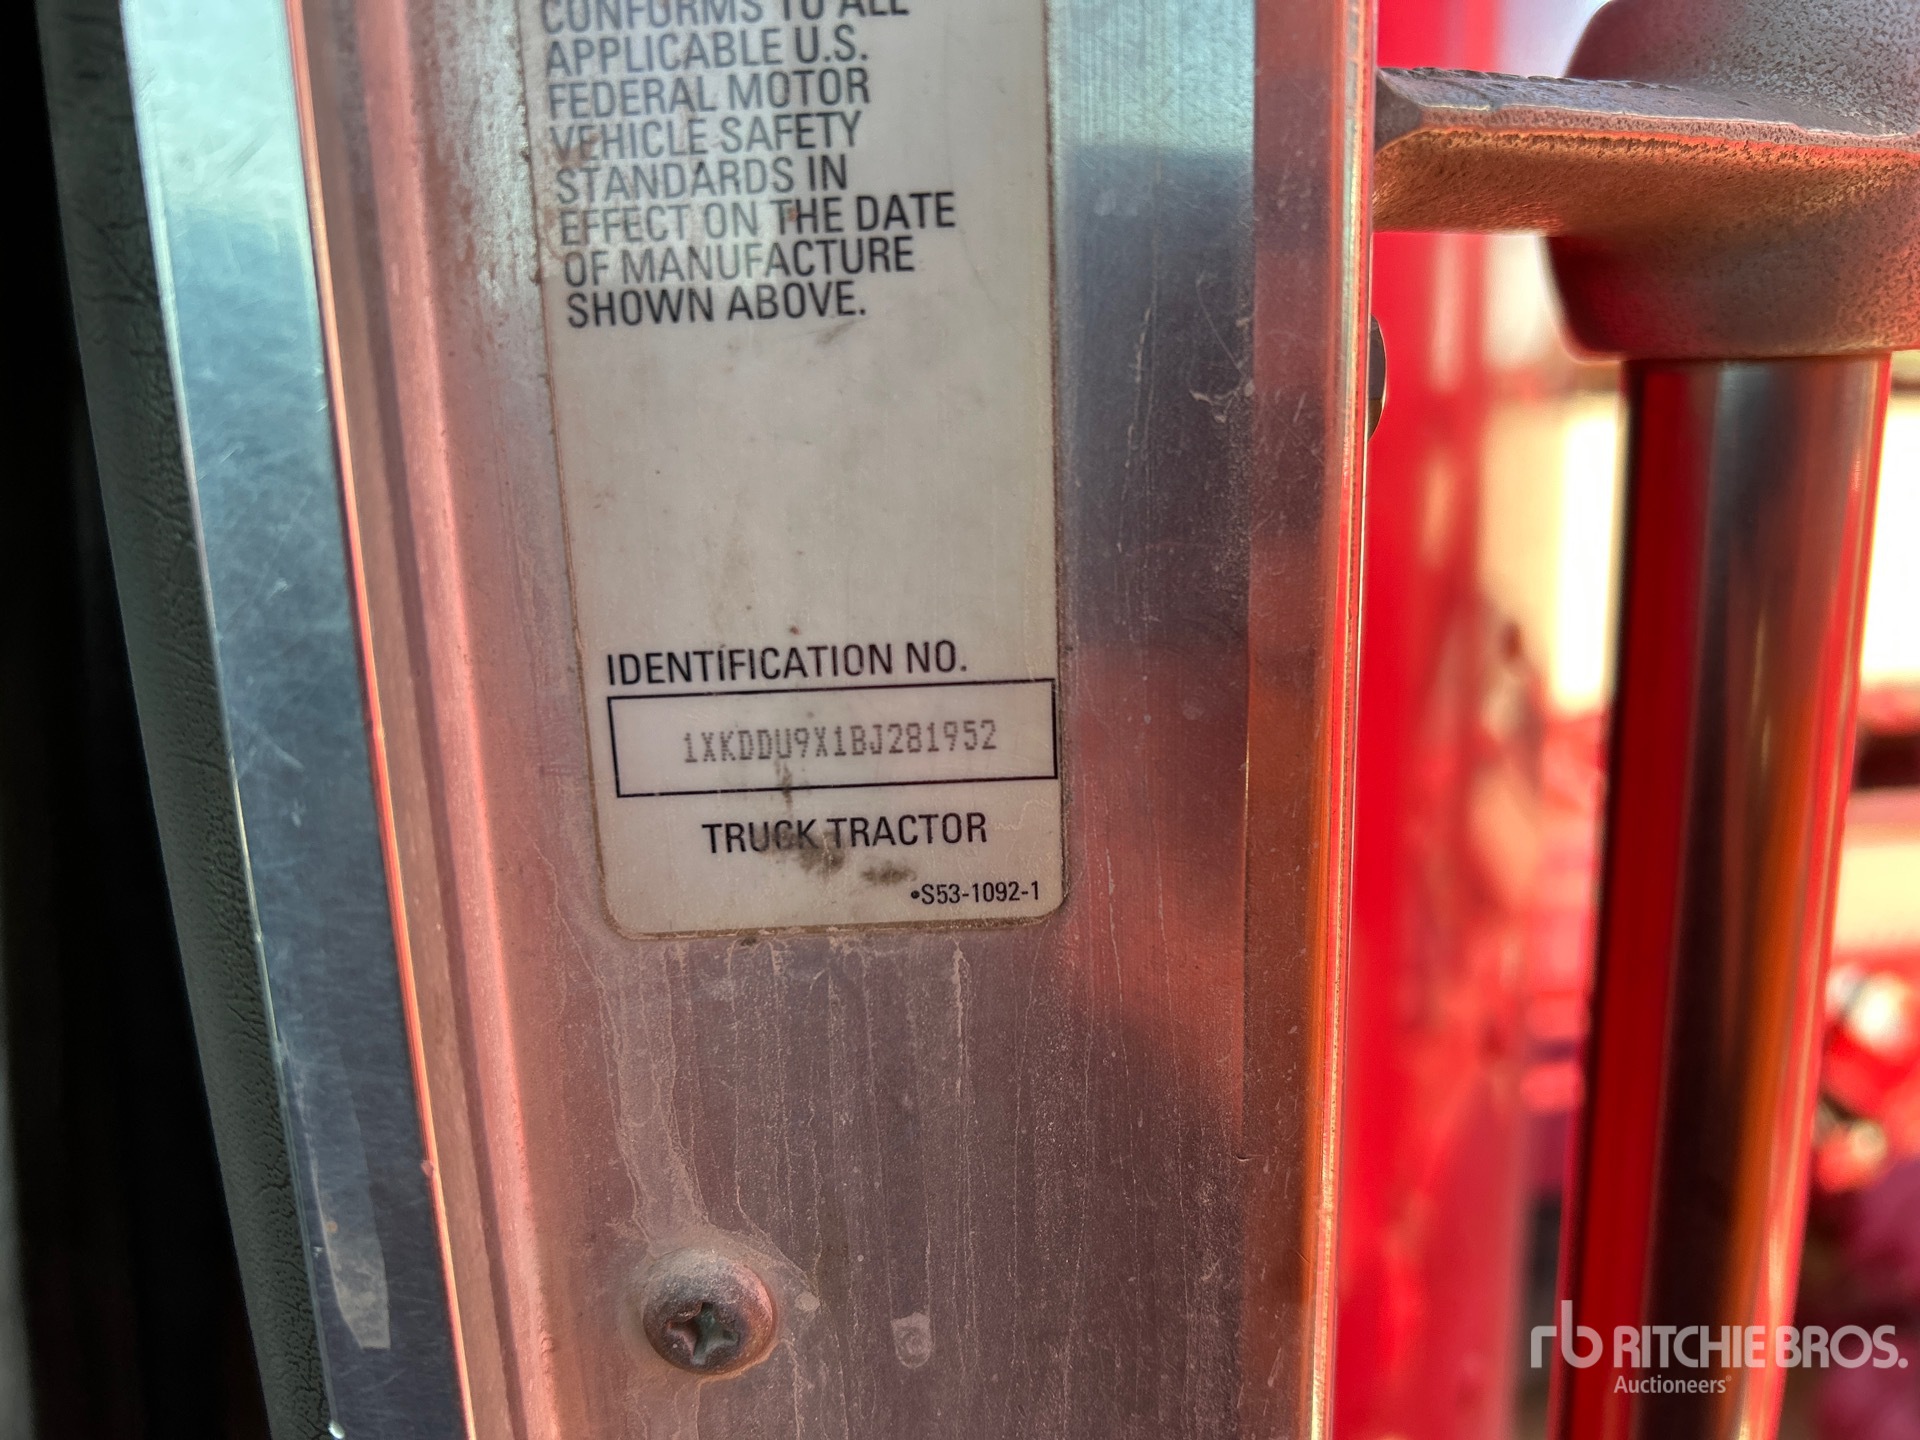 CONFORMS TO ALL
APPLICABLE U.S.
FEDERAL MOTOR
VEHICLE SAFETY
STANDARDS IN
EFFECT ON THE DATE
OF MANUFACTURE
SHOWN ABOVE.
IDENTIFICATION NO.
1XKDDU9X1BJ281952
TRUCK TRACTOR
•S53-1092-1
rb RITCHIE BROS.
Auctioneers